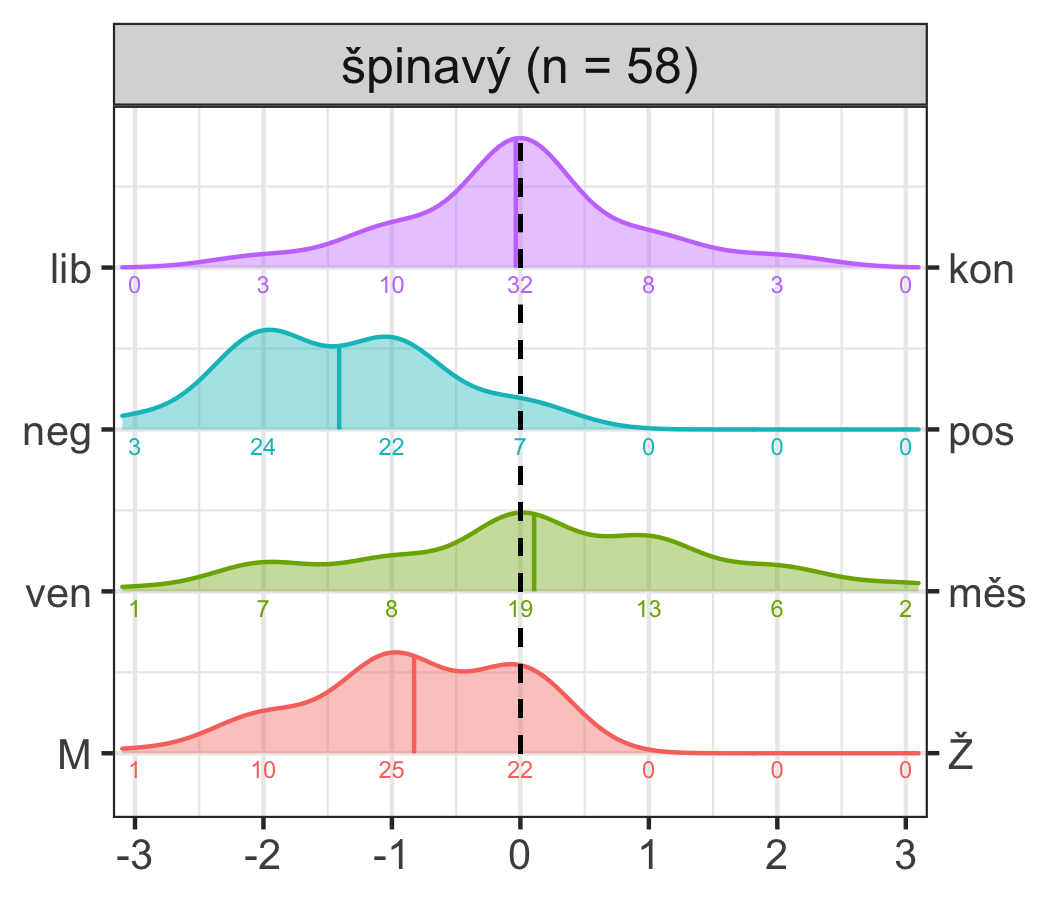 špinavý (n = 58)
lib kon
0 3 10 32 8 3 0
neg pos
3 24 22 7 0 0 0
ven měs
1 7 8 19 13 6 2
M Ž
1 10 25 22 0 0 0
-3 -2 -1 0 1 2 3